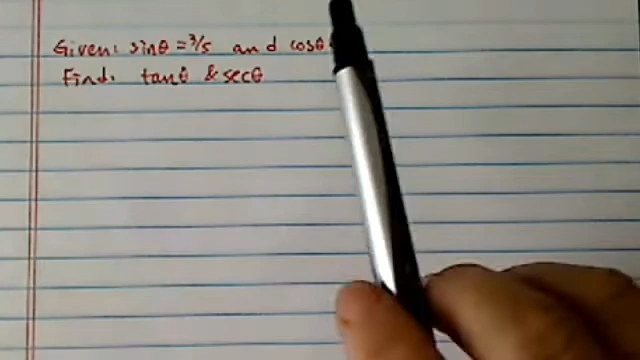 Given: sinθ = 3/5 and cosθ
Find: tanθ & secθ